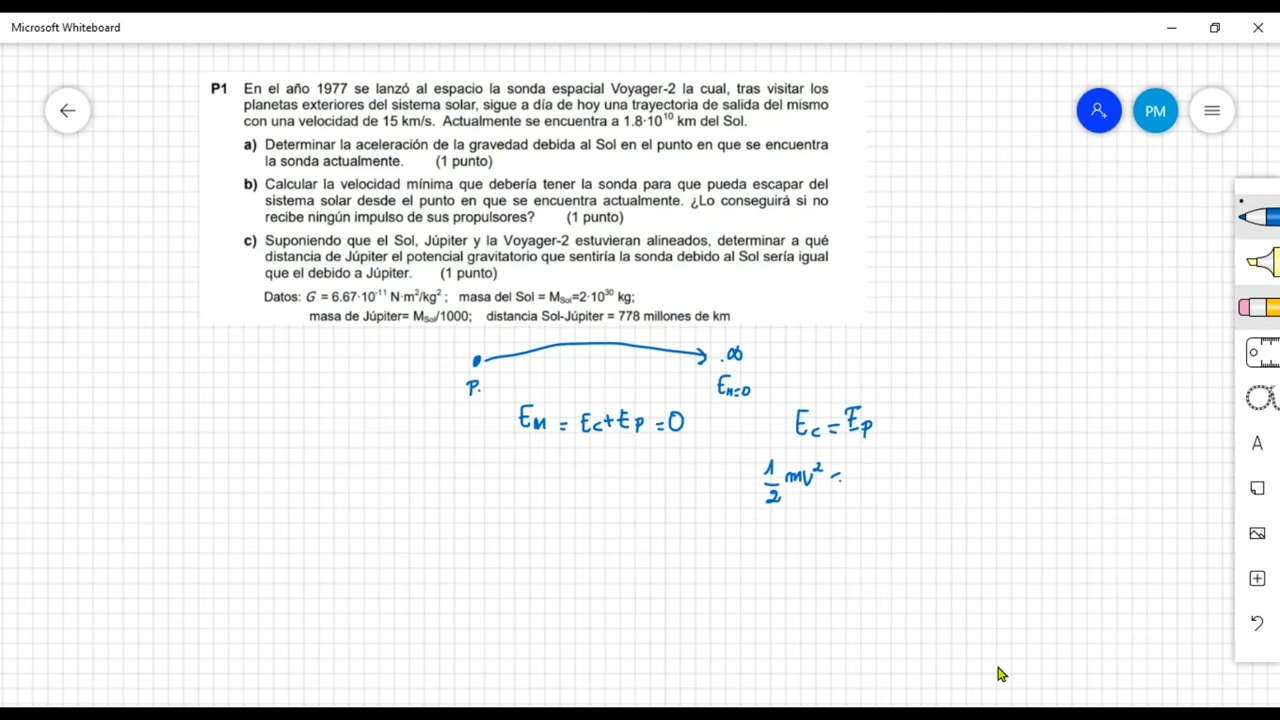 Microsoft Whiteboard
P1 En el año 1977 se lanzó al espacio la sonda espacial Voyager-2 la cual, tras visitar los
planetas exteriores del sistema solar, sigue a día de hoy una trayectoria de salida del mismo
con una velocidad de 15 km/s. Actualmente se encuentra a 1.8·10¹⁰ km del Sol.
PM
a) Determinar la aceleración de la gravedad debida al Sol en el punto en que se encuentra
la sonda actualmente. (1 punto)
b) Calcular la velocidad mínima que debería tener la sonda para que pueda escapar del
sistema solar desde el punto en que se encuentra actualmente. ¿Lo conseguirá si no
recibe ningún impulso de sus propulsores? (1 punto)
c) Suponiendo que el Sol, Júpiter y la Voyager-2 estuvieran alineados, determinar a qué
distancia de Júpiter el potencial gravitatorio que sentiría la sonda debido al Sol sería igual
que el debido a Júpiter. (1 punto)
Datos: G = 6.67·10⁻¹¹ N·m²/kg² ; masa del Sol = M_Sol=2·10³⁰ kg;
masa de Júpiter= M_Sol/1000; distancia Sol-Júpiter = 778 millones de km
. ∞
P. E_M=0
E_M = E_C + E_P = 0 E_C = E_P
1/2 mv² =
A